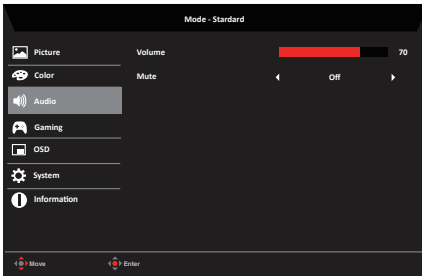 Mode - Stardard
Picture
Volume 70
Color
Mute Off
Audio
Gaming
OSD
System
Information
Move Enter